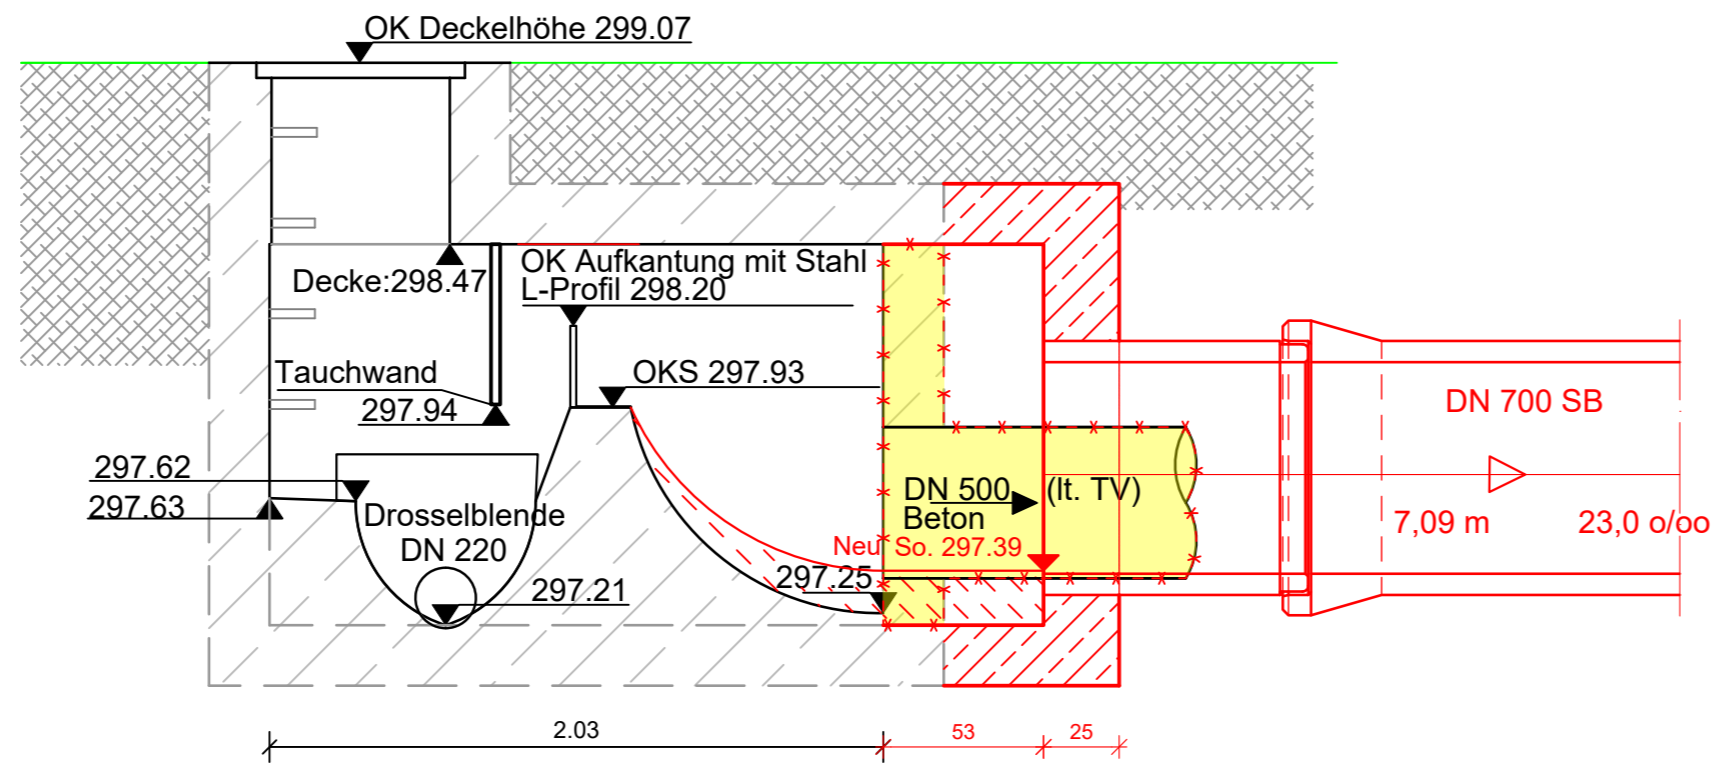 OK Deckelhöhe 299.07
Decke:298.47
OK Aufkantung mit Stahl
L-Profil 298.20
Tauchwand
297.94
OKS 297.93
297.62
297.63
Drosselblende
DN 220
297.21
297.25
DN 500 (lt. TV)
Beton
Neu So. 297.39
DN 700 SB
7,09 m
23,0 o/oo
2.03
53
25